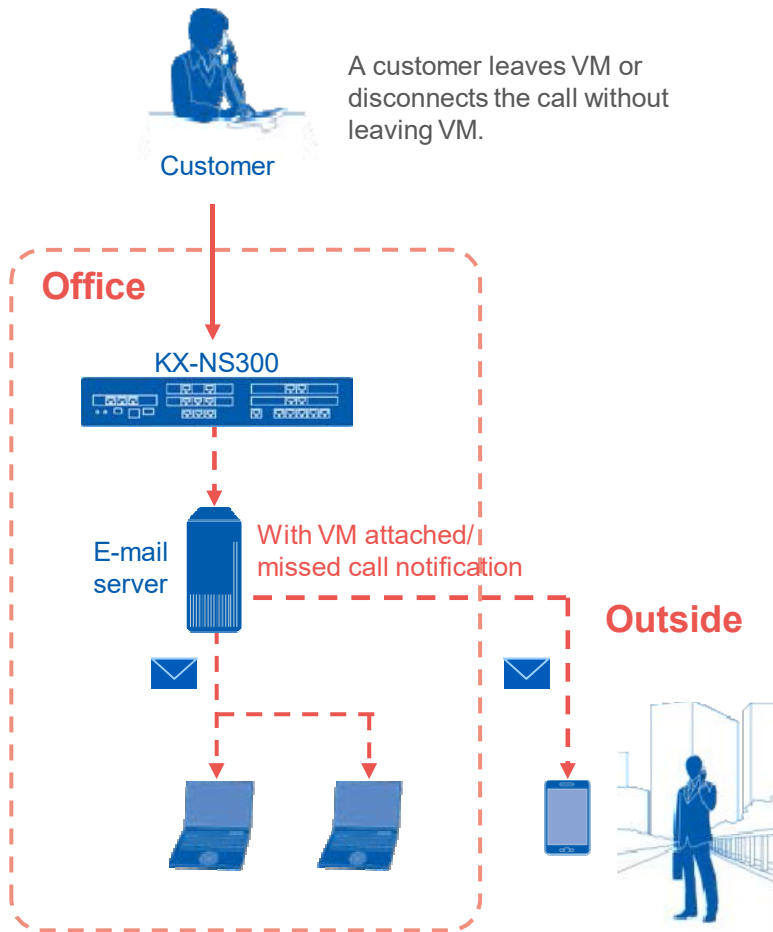 A customer leaves VM or
disconnects the call without
leaving VM.
Customer
Office
KX-NS300
E-mail
server
With VM attached/
missed call notification
Outside